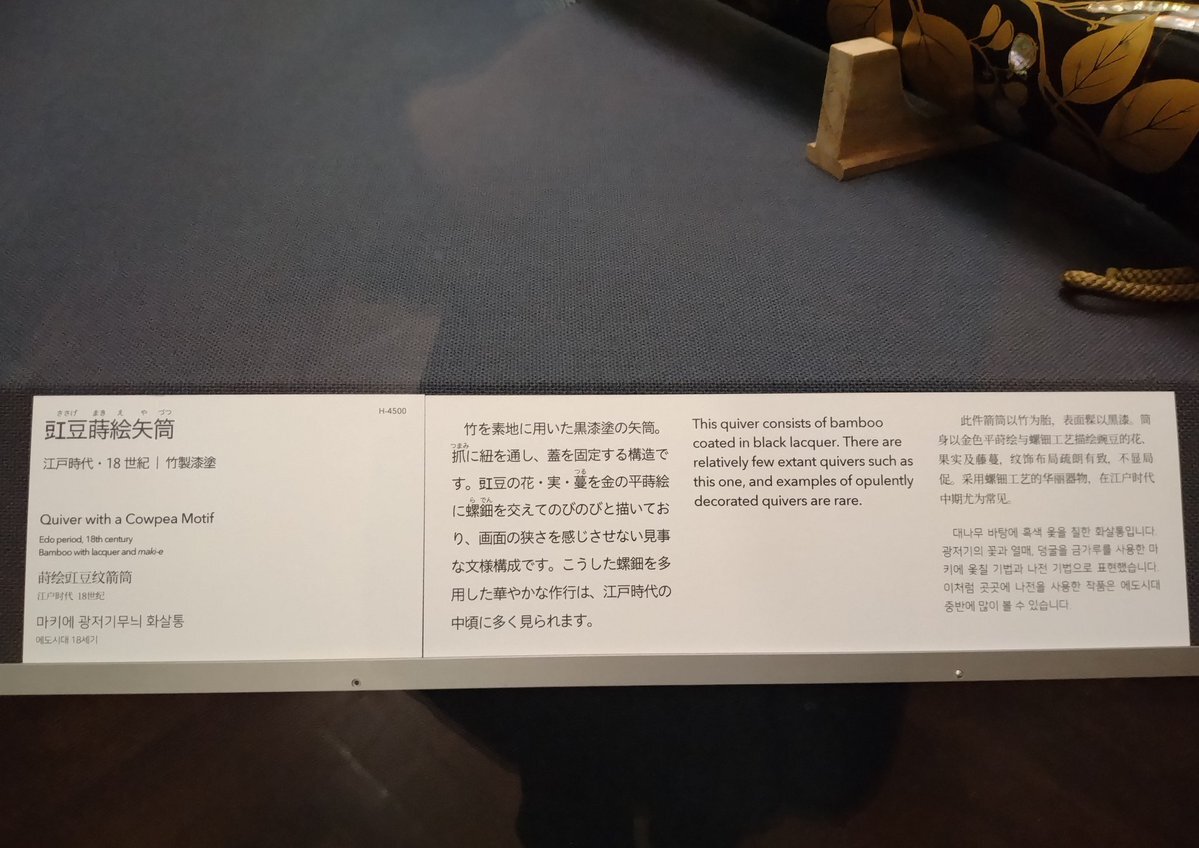 ささげ まき え や づつ
豇豆蒔絵矢筒
H-4500
江戸時代・18 世紀｜竹製漆塗
Quiver with a Cowpea Motif
Edo period, 18th century
Bamboo with lacquer and maki-e
莳绘豇豆纹箭筒
江户时代 18世纪
마키에 광저기무늬 화살통
에도시대 18세기
竹を素地に用いた黒漆塗の矢筒。
つまみ
抓に紐を通し、蓋を固定する構造で
つる
す。豇豆の花・実・蔓を金の平蒔絵
ら でん
に螺鈿を交えてのびのびと描いてお
り、画面の狭さを感じさせない見事
な文様構成です。こうした螺鈿を多
用した華やかな作行は、江戸時代の
中頃に多く見られます。
This quiver consists of bamboo
coated in black lacquer. There are
relatively few extant quivers such as
this one, and examples of opulently
decorated quivers are rare.
此件箭筒以竹为胎，表面髹以黑漆。筒
身以金色平莳绘与螺钿工艺描绘豌豆的花、
果实及藤蔓，纹饰布局疏朗有致，不显局
促。采用螺钿工艺的华丽器物，在江户时代
中期尤为常见。
대나무 바탕에 흑색 옻을 칠한 화살통입니다.
광저기의 꽃과 열매, 덩굴을 금가루를 사용한 마
키에 옻칠 기법과 나전 기법으로 표현했습니다.
이처럼 곳곳에 나전을 사용한 작품은 에도시대
중반에 많이 볼 수 있습니다.